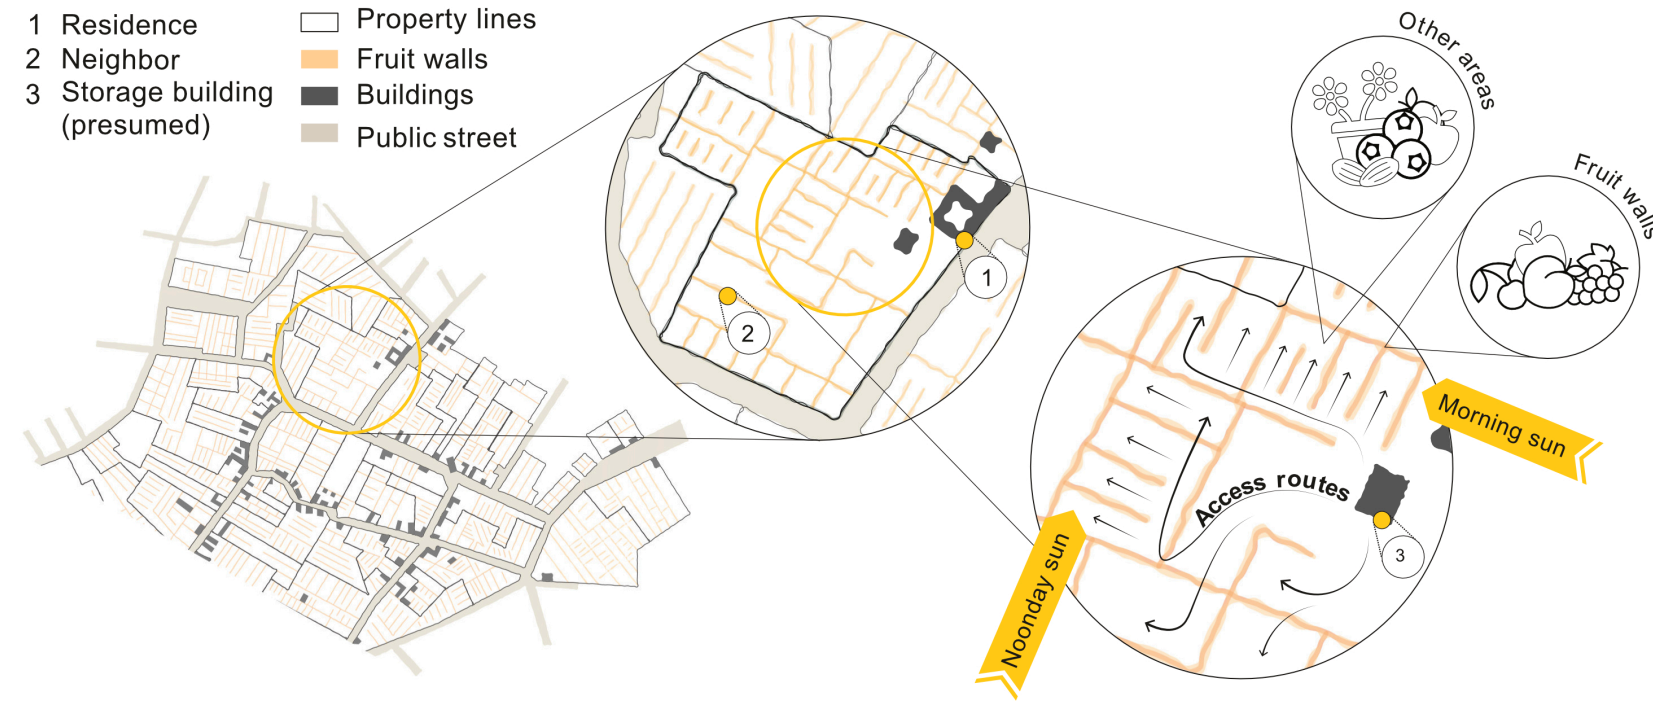 1 Residence
2 Neighbor
3 Storage building
(presumed)
Property lines
Fruit walls
Buildings
Public street
1
2
Other areas
Fruit walls
Morning sun
Access routes
3
Noonday sun